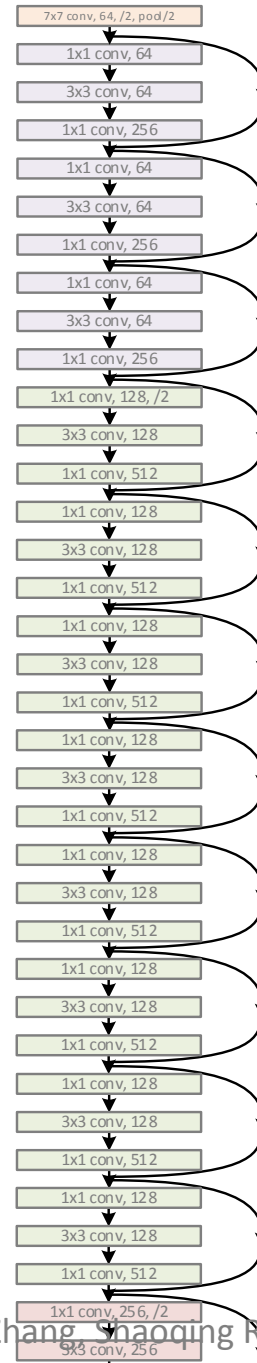 7x7 conv, 64, /2, pool/2
1x1 conv, 64
3x3 conv, 64
1x1 conv, 256
1x1 conv, 64
3x3 conv, 64
1x1 conv, 256
1x1 conv, 64
3x3 conv, 64
1x1 conv, 256
1x1 conv, 128, /2
3x3 conv, 128
1x1 conv, 512
1x1 conv, 128
3x3 conv, 128
1x1 conv, 512
1x1 conv, 128
3x3 conv, 128
1x1 conv, 512
1x1 conv, 128
3x3 conv, 128
1x1 conv, 512
1x1 conv, 128
3x3 conv, 128
1x1 conv, 512
1x1 conv, 128
3x3 conv, 128
1x1 conv, 512
1x1 conv, 128
3x3 conv, 128
1x1 conv, 512
1x1 conv, 128
3x3 conv, 128
1x1 conv, 512
1x1 conv, 256, /2
hang, Shaoqing R
3x3 conv, 256